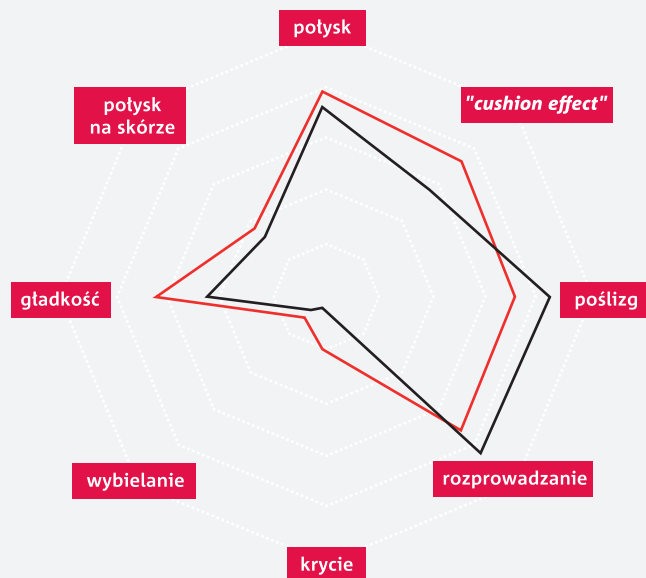 połysk
"cushion effect"
połysk
na skórze
gładkość
poślizg
wybielanie
rozprowadzanie
krycie